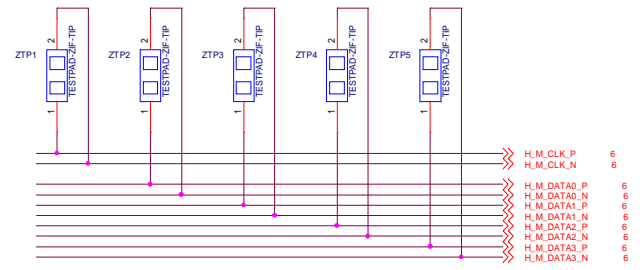 ZTP1 2 TESTPAD-ZIF-TIP 1
ZTP2 2 TESTPAD-ZIF-TIP 1
ZTP3 2 TESTPAD-ZIF-TIP 1
ZTP4 2 TESTPAD-ZIF-TIP 1
ZTP5 2 TESTPAD-ZIF-TIP 1
H_M_CLK_P 6
H_M_CLK_N 6
H_M_DATA0_P 6
H_M_DATA0_N 6
H_M_DATA1_P 6
H_M_DATA1_N 6
H_M_DATA2_P 6
H_M_DATA2_N 6
H_M_DATA3_P 6
H_M_DATA3_N 6